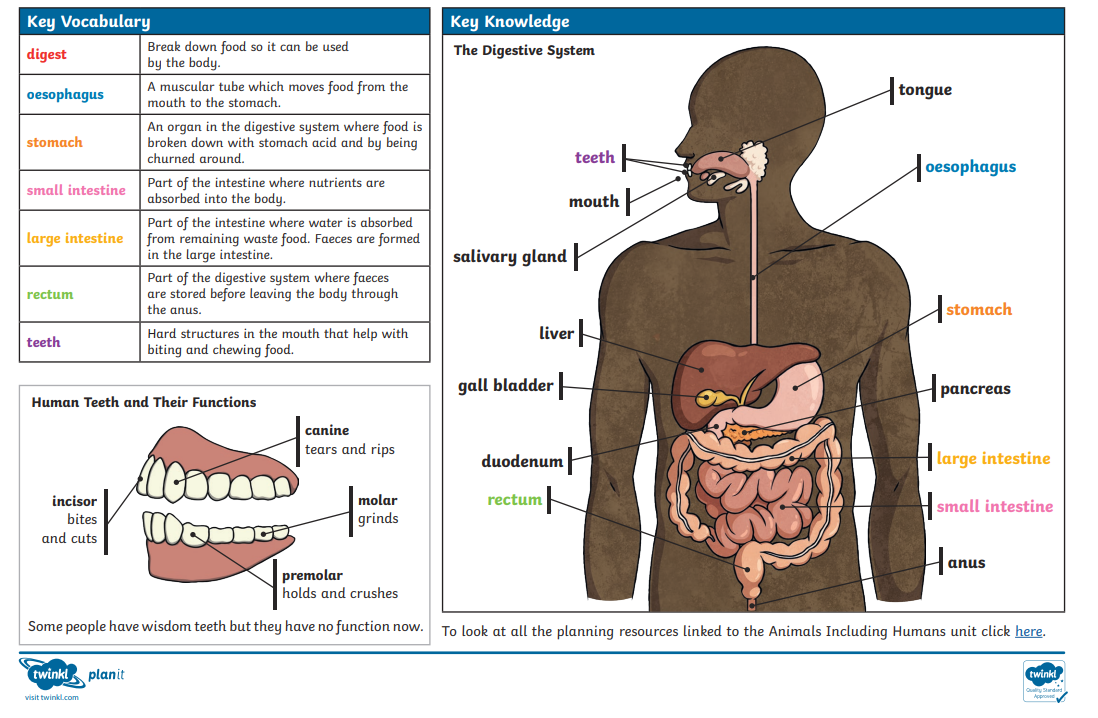 Key Vocabulary
digest
Break down food so it can be used
by the body.
oesophagus
A muscular tube which moves food from the
mouth to the stomach.
stomach
An organ in the digestive system where food is
broken down with stomach acid and by being
churned around.
small intestine
Part of the intestine where nutrients are
absorbed into the body.
large intestine
Part of the intestine where water is absorbed
from remaining waste food. Faeces are formed
in the large intestine.
rectum
Part of the digestive system where faeces
are stored before leaving the body through
the anus.
teeth
Hard structures in the mouth that help with
biting and chewing food.
Human Teeth and Their Functions
canine
tears and rips
incisor
bites
and cuts
molar
grinds
premolar
holds and crushes
Some people have wisdom teeth but they have no function now.
Key Knowledge
The Digestive System
tongue
teeth
oesophagus
mouth
salivary gland
stomach
liver
gall bladder
pancreas
duodenum
large intestine
rectum
small intestine
anus
To look at all the planning resources linked to the Animals Including Humans unit click here.
twinkl planit
visit twinkl.com
twinkl
Quality Standard
Approved